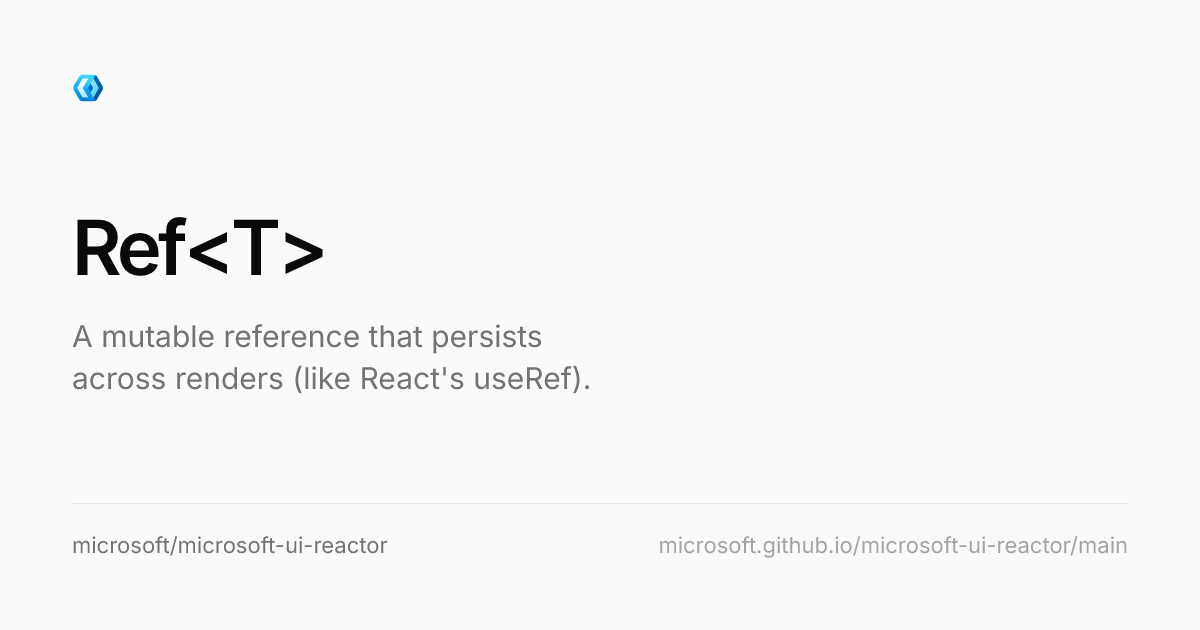 Ref<T>
A mutable reference that persists
across renders (like React's useRef).
microsoft/microsoft-ui-reactor
microsoft.github.io/microsoft-ui-reactor/main